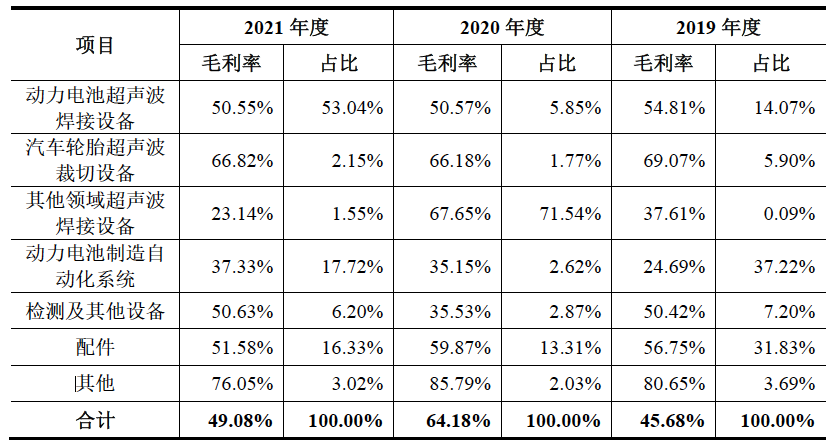 项目 2021 年度 2020 年度 2019 年度
毛利率 占比 毛利率 占比 毛利率 占比
动力电池超声波
焊接设备 50.55% 53.04% 50.57% 5.85% 54.81% 14.07%
汽车轮胎超声波
裁切设备 66.82% 2.15% 66.18% 1.77% 69.07% 5.90%
其他领域超声波
焊接设备 23.14% 1.55% 67.65% 71.54% 37.61% 0.09%
动力电池制造自
动化系统 37.33% 17.72% 35.15% 2.62% 24.69% 37.22%
检测及其他设备 50.63% 6.20% 35.53% 2.87% 50.42% 7.20%
配件 51.58% 16.33% 59.87% 13.31% 56.75% 31.83%
其他 76.05% 3.02% 85.79% 2.03% 80.65% 3.69%
合计 49.08% 100.00% 64.18% 100.00% 45.68% 100.00%